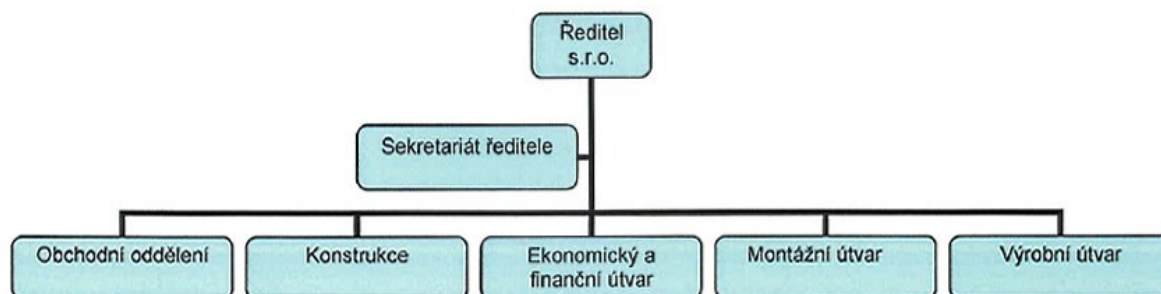 Ředitel
s.r.o.
Sekretariát ředitele
Obchodní oddělení
Konstrukce
Ekonomický a
finanční útvar
Montážní útvar
Výrobní útvar